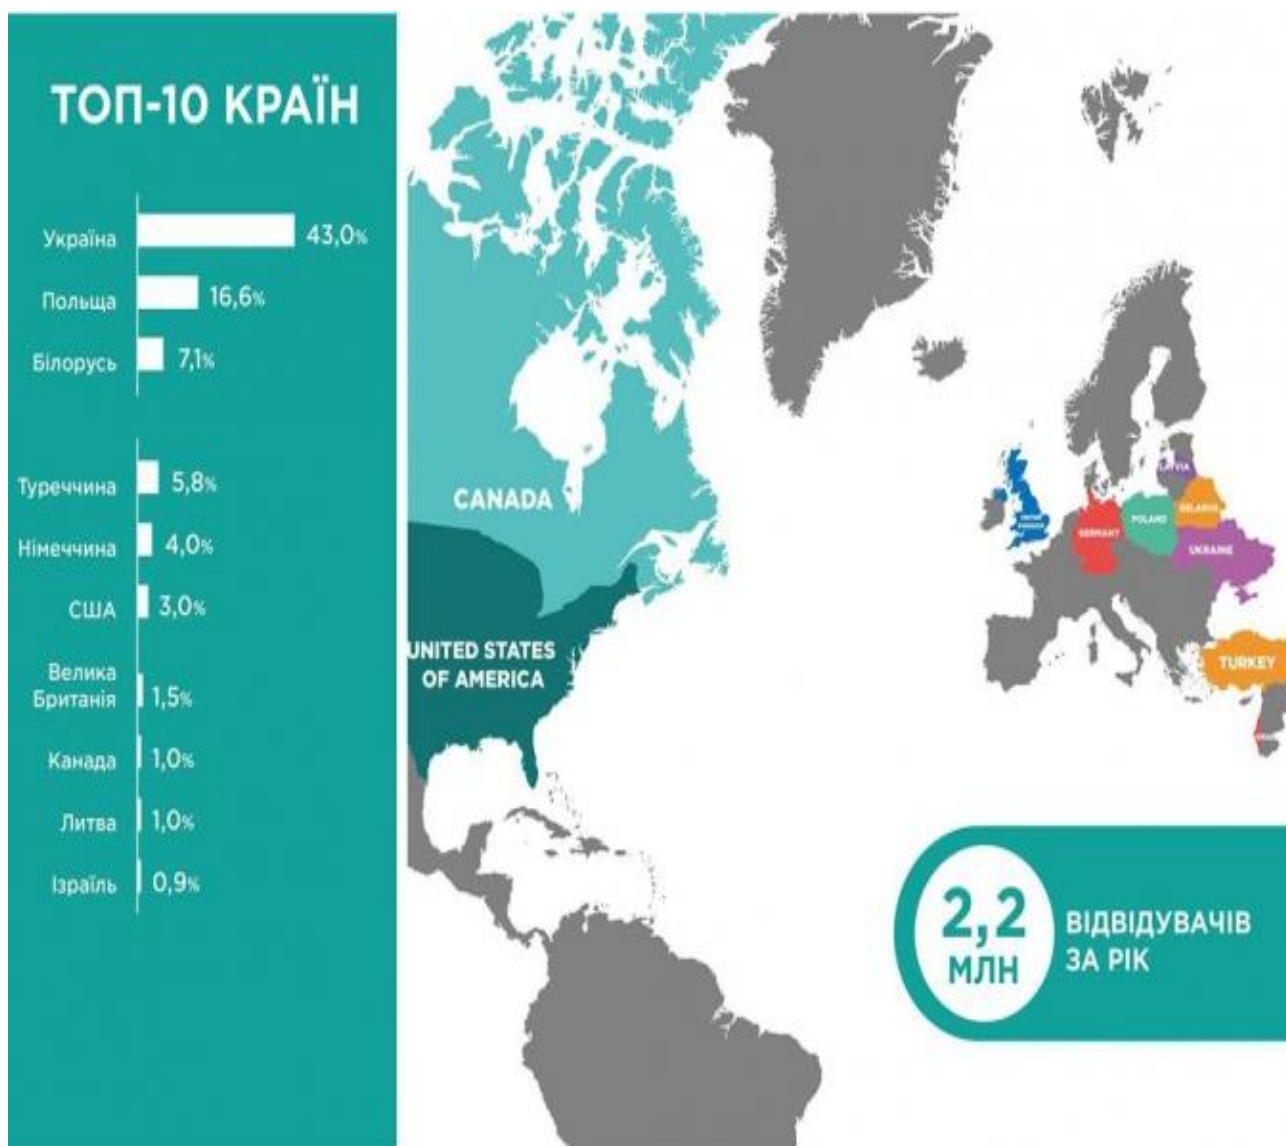 ТОП-10 КРАЇН
Україна 43,0%
Польща 16,6%
Білорусь 7,1%
Туреччина 5,8%
Німеччина 4,0%
США 3,0%
Велика
Британія 1,5%
Канада 1,0%
Литва 1,0%
Ізраїль 0,9%
CANADA
UNITED STATES
OF AMERICA
LATVIA
BELARUS
POLAND
GERMANY
UKRAINE
TURKEY
2,2
МЛН
ВІДВІДУВАЧІВ
ЗА РІК